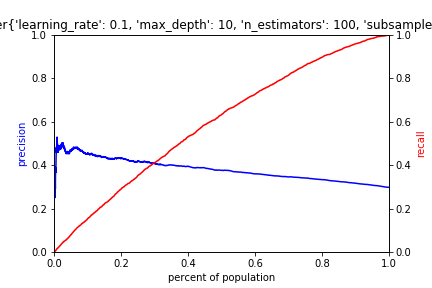 er{'learning_rate': 0.1, 'max_depth': 10, 'n_estimators': 100, 'subsample
1.0
0.8
0.6
0.4
0.2
0.0
precision
1.0
0.8
0.6
0.4
0.2
0.0
recall
0.0 0.2 0.4 0.6 0.8 1.0
percent of population